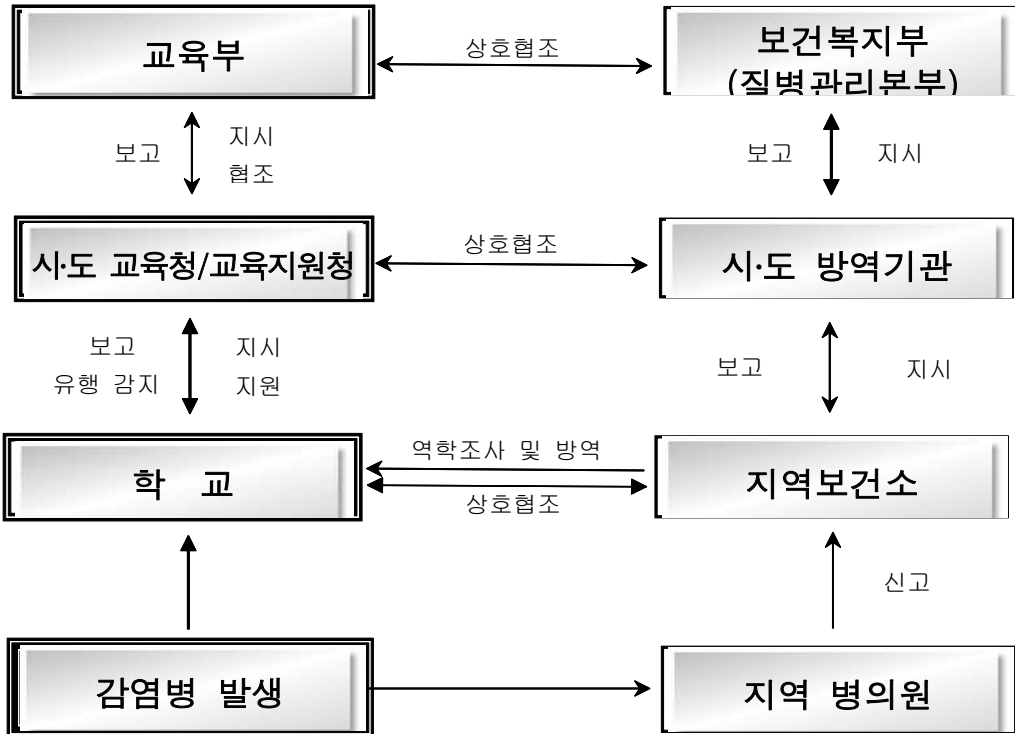 교육부
상호협조
보건복지부
(질병관리본부)
보고
지시
협조
보고
지시
시·도 교육청/교육지원청
상호협조
시·도 방역기관
보고
유행 감지
지시
지원
보고
지시
학 교
역학조사 및 방역
상호협조
지역보건소
신고
감염병 발생
지역 병의원